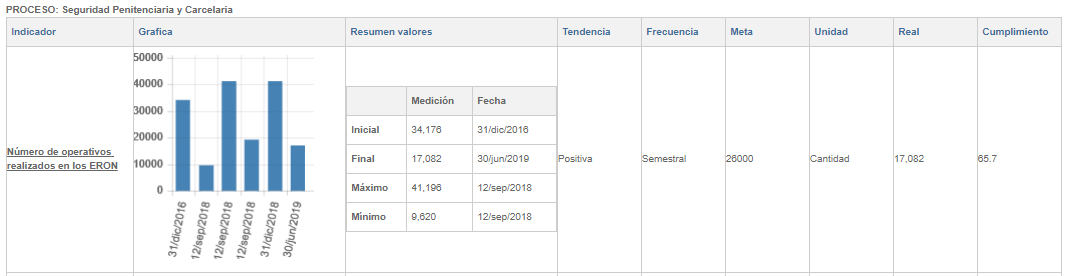 PROCESO: Seguridad Penitenciaria y Carcelaria
Indicador Grafica Resumen valores Tendencia Frecuencia Meta Unidad Real Cumplimiento
Número de operativos
realizados en los ERON
50000
40000
30000
20000
10000
0
31/dic/2016
12/sep/2018
12/sep/2018
12/sep/2018
31/dic/2018
30/jun/2019
Medición Fecha
Inicial 34,176 31/dic/2016
Final 17,082 30/jun/2019
Máximo 41,196 12/sep/2018
Mínimo 9,620 12/sep/2018
Positiva Semestral 26000 Cantidad 17,082 65.7